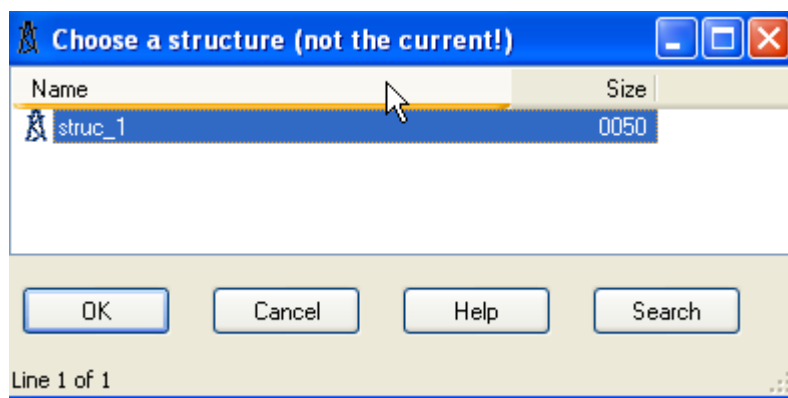 Choose a structure (not the current!)
Name Size
struc_1 0050
OK Cancel Help Search
Line 1 of 1